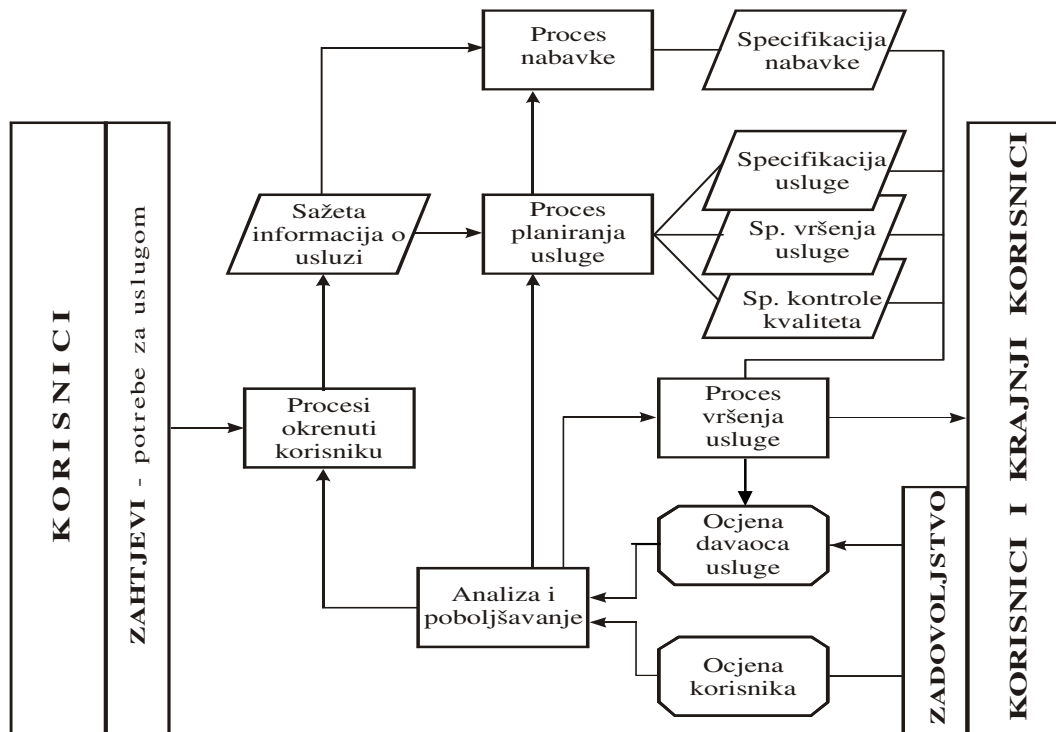 KORISNICI
ZAHTJEVI - potrebe za uslugom
Proces
nabavke
Specifikacija
nabavke
Sažeta
informacija o
usluzi
Proces
planiranja
usluge
Specifikacija
usluge
Sp. vršenja
usluge
Sp. kontrole
kvaliteta
Procesi
okrenuti
korisniku
Proces
vršenja
usluge
Ocjena
davaoca
usluge
Analiza i
poboljšavanje
Ocjena
korisnika
ZADOVOLJSTVO
KORISNICI I KRAJNJI KORISNICI